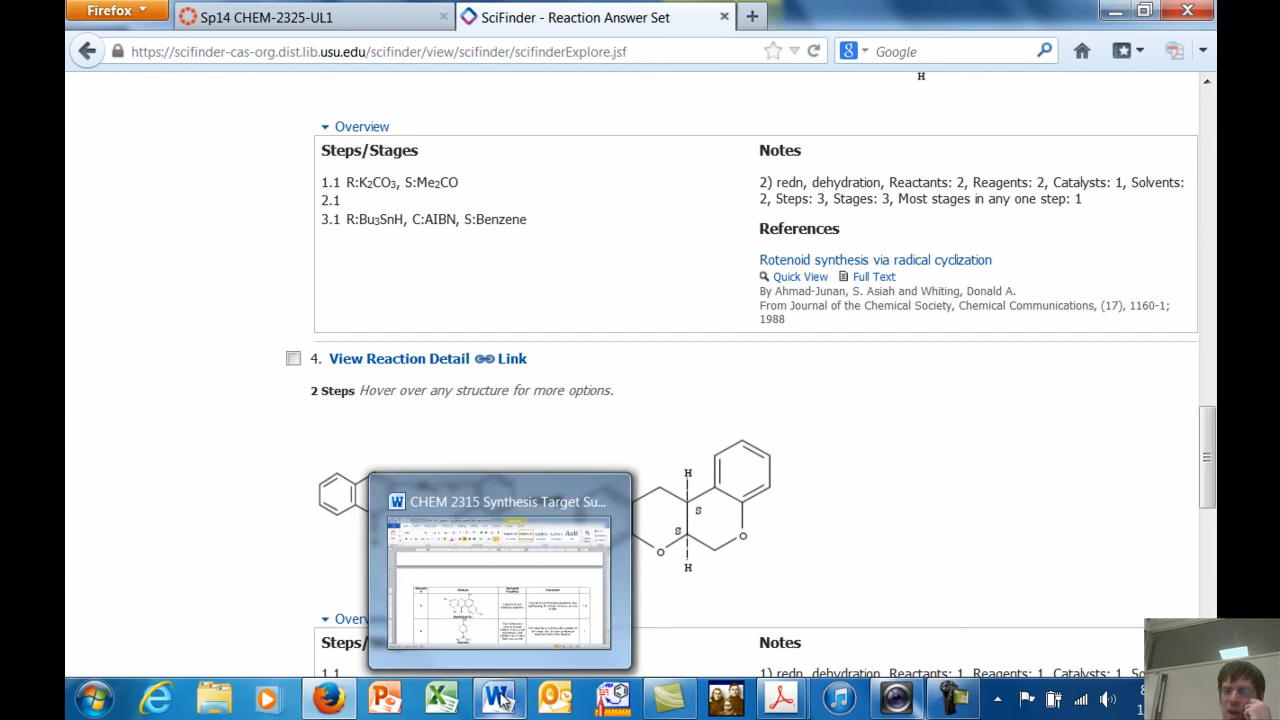 Firefox
Sp14 CHEM-2325-UL1
SciFinder - Reaction Answer Set
https://scifinder-cas-org.dist.lib.usu.edu/scifinder/view/scifinder/scifinderExplore.jsf
Google
H
Overview
Steps/Stages
1.1 R:K2CO3, S:Me2CO
2.1
3.1 R:Bu3SnH, C:AIBN, S:Benzene
Notes
2) redn, dehydration, Reactants: 2, Reagents: 2, Catalysts: 1, Solvents:
2, Steps: 3, Stages: 3, Most stages in any one step: 1
References
Rotenoid synthesis via radical cyclization
Quick View Full Text
By Ahmad-Junan, S. Asiah and Whiting, Donald A.
From Journal of the Chemical Society, Chemical Communications, (17), 1160-1;
1988
4. View Reaction Detail Link
2 Steps Hover over any structure for more options.
H
S
S
O
O
H
CHEM 2315 Synthesis Target Su...
Overv
Steps/
Notes
1.1
1) redn, dehydration, Reactants: 1, Reagents: 1, Catalysts: 1,